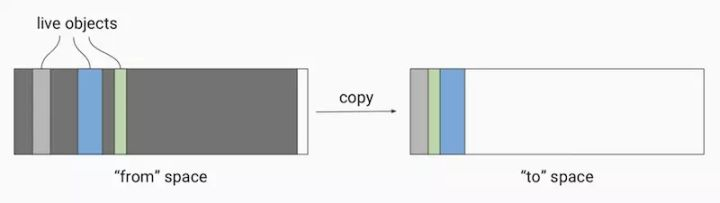 live objects
copy
“from” space
“to” space